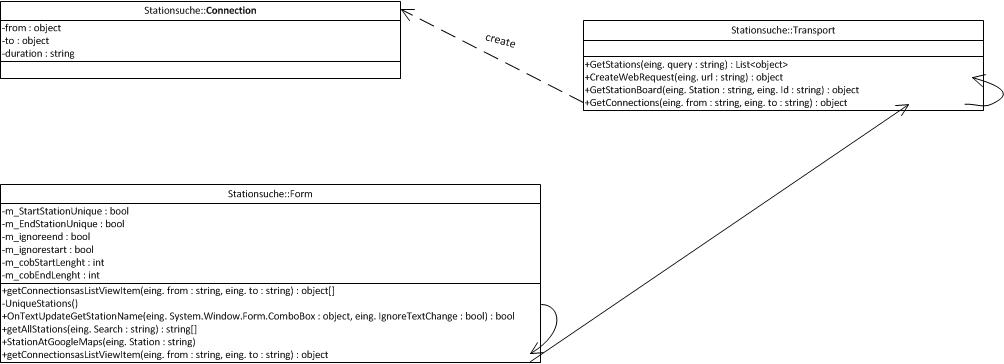 Stationsuche::Connection
-from : object
-to : object
-duration : string
create
Stationsuche::Transport
+GetStations(eing. query : string) : List<object>
+CreateWebRequest(eing. url : string) : object
+GetStationBoard(eing. Station : string, eing. Id : string) : object
+GetConnections(eing. from : string, eing. to : string) : object
Stationsuche::Form
-m_StartStationUnique : bool
-m_EndStationUnique : bool
-m_ignoreend : bool
-m_ignorestart : bool
-m_cobStartLenght : int
-m_cobEndLenght : int
+getConnectionsasListViewItem(eing. from : string, eing. to : string) : object[]
-UniqueStations()
+OnTextUpdateGetStationName(eing. System.Window.Form.ComboBox : object, eing. IgnoreTextChange : bool) : bool
+getAllStations(eing. Search : string) : string[]
+StationAtGoogleMaps(eing. Station : string)
+getConnectionsasListViewItem(eing. from : string, eing. to : string) : object